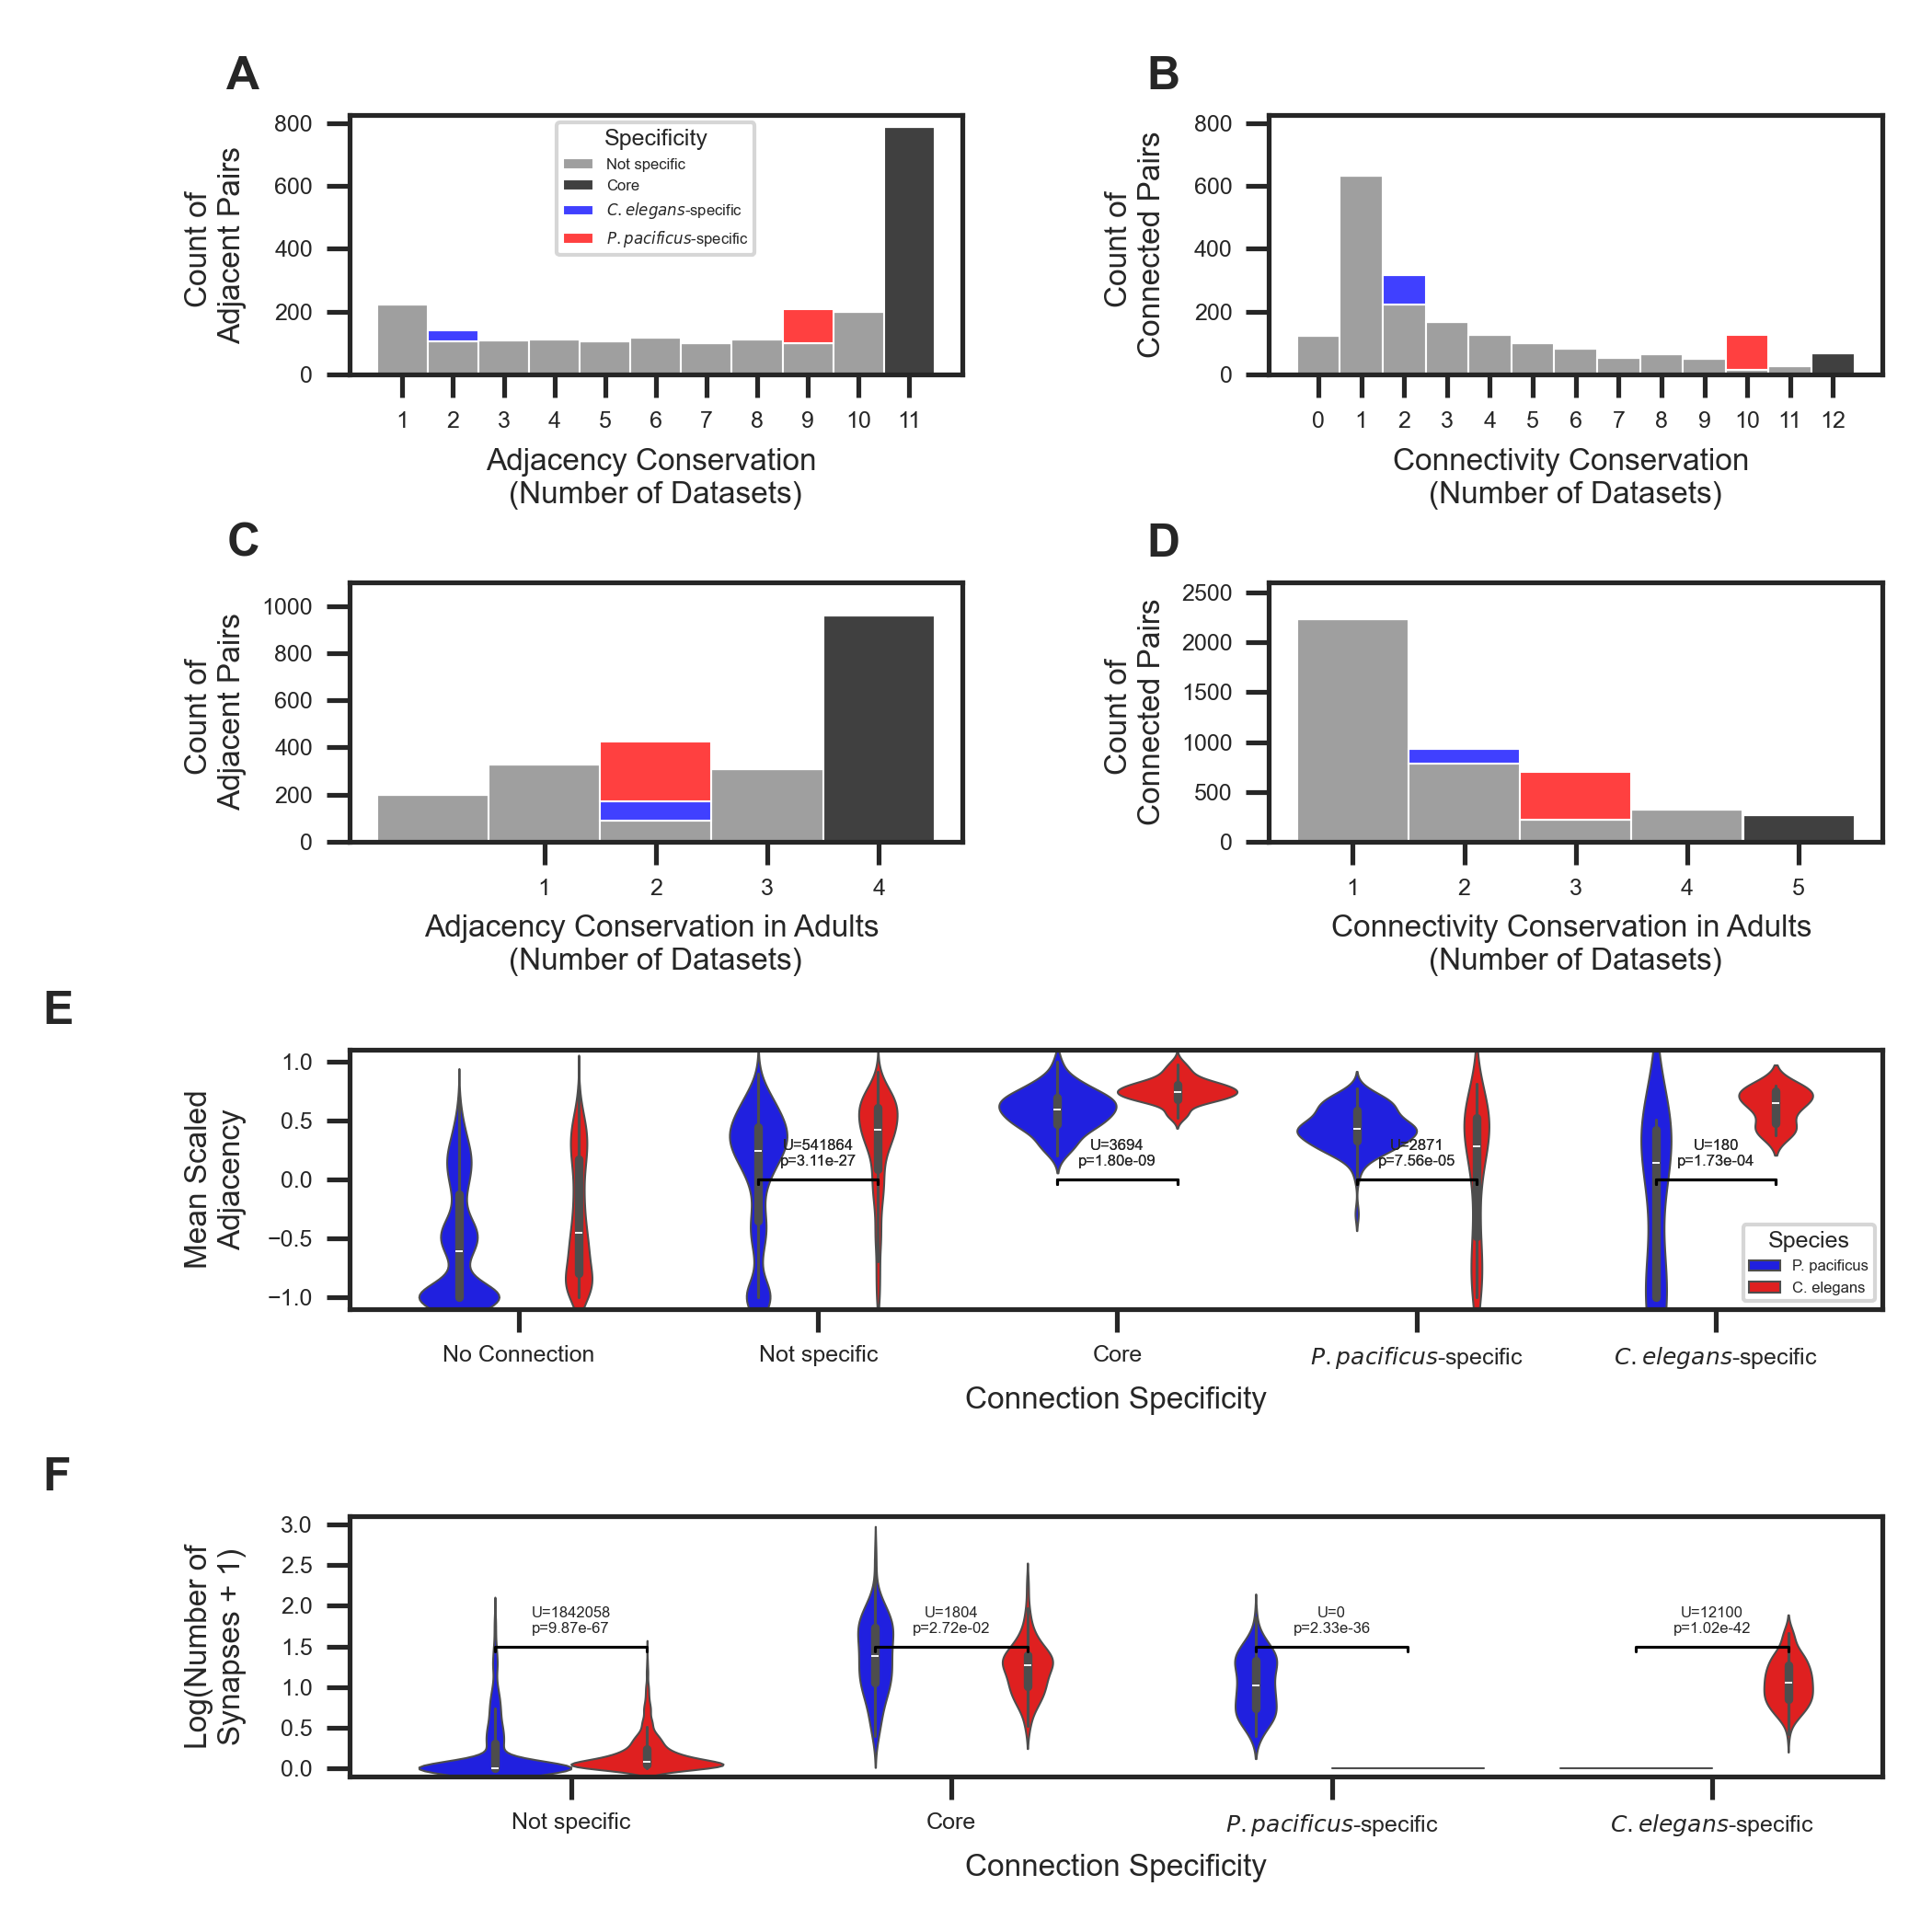 A
Count of
Adjacent Pairs
800
600
400
200
0
Specificity
Not specific
Core
C. elegans-specific
P. pacificus-specific
1 2 3 4 5 6 7 8 9 10 11
Adjacency Conservation
(Number of Datasets)
B
Count of
Connected Pairs
800
600
400
200
0
0 1 2 3 4 5 6 7 8 9 10 11 12
Connectivity Conservation
(Number of Datasets)
C
Count of
Adjacent Pairs
1000
800
600
400
200
0
1 2 3 4
Adjacency Conservation in Adults
(Number of Datasets)
D
Count of
Connected Pairs
2500
2000
1500
1000
500
0
1 2 3 4 5
Connectivity Conservation in Adults
(Number of Datasets)
E
Mean Scaled
Adjacency
1.0
0.5
0.0
−0.5
−1.0
U=541864
p=3.11e-27
U=3694
p=1.80e-09
U=2871
p=7.56e-05
U=180
p=1.73e-04
Species
P. pacificus
C. elegans
No Connection Not specific Core P. pacificus-specific C. elegans-specific
Connection Specificity
F
Log(Number of
Synapses + 1)
3.0
2.5
2.0
1.5
1.0
0.5
0.0
U=1842058
p=9.87e-67
U=1804
p=2.72e-02
U=0
p=2.33e-36
U=12100
p=1.02e-42
Not specific Core P. pacificus-specific C. elegans-specific
Connection Specificity